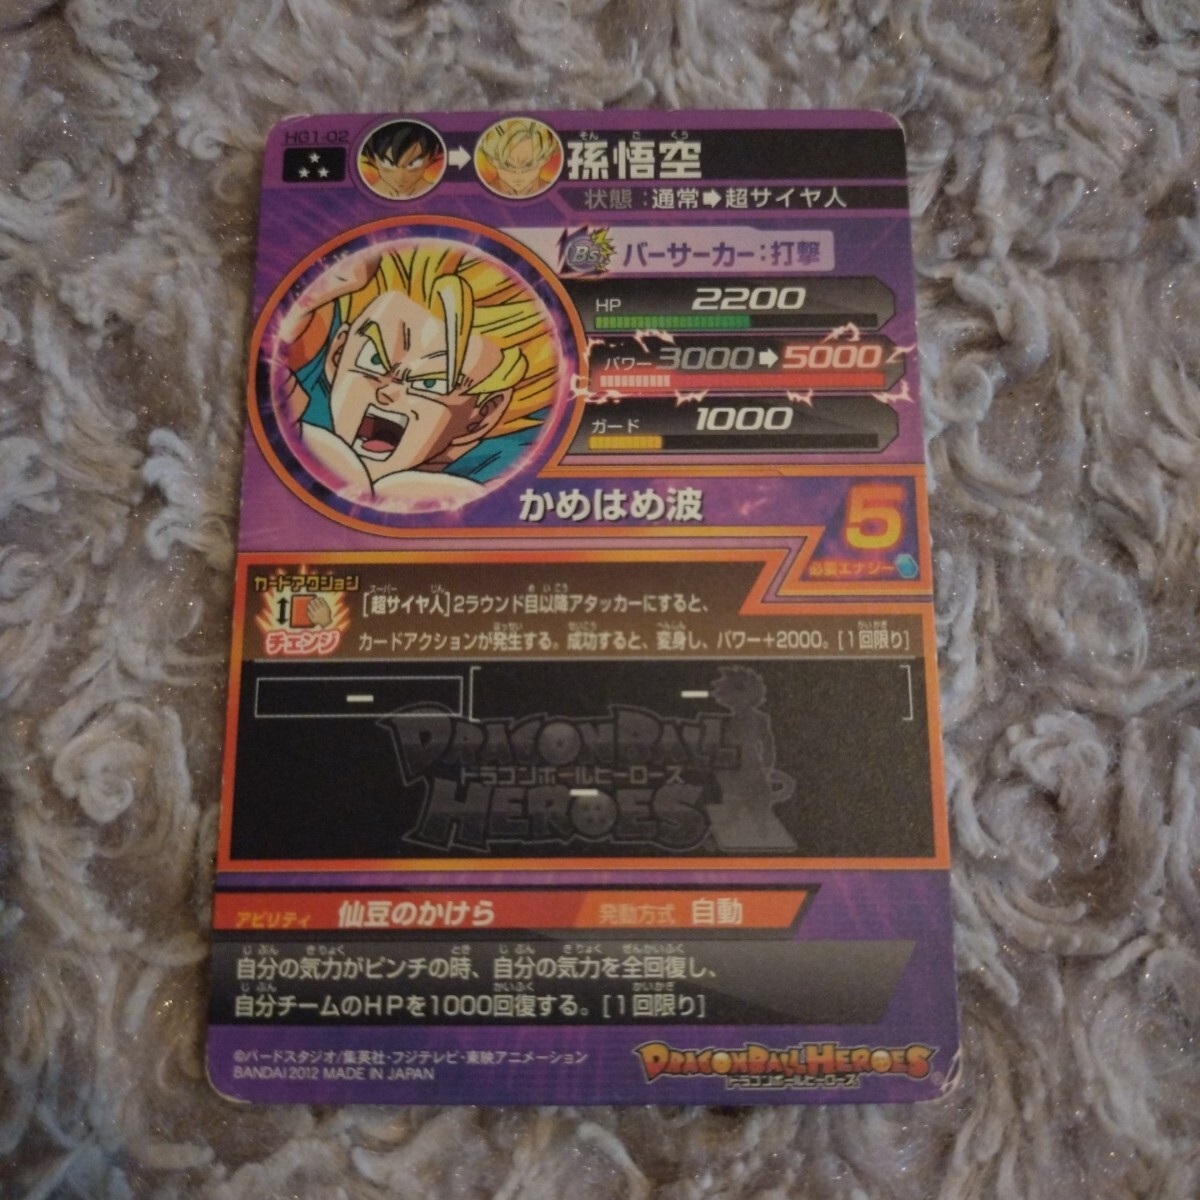 HG1-02
孫悟空
そんごくう
状態:通常➡超サイヤ人
Bs バーサーカー:打撃
HP 2200
パワー 3000➡5000
ガード 1000
かめはめ波
5
必要エナジー
カードアクション
チェンジ
[超サイヤ人]2ラウンド目以降アタッカーにすると、
カードアクションが発生する。成功すると、変身し、パワー+2000。[1回限り]
ー
ー
DRAGONBALL
ドラゴンボールヒーローズ
HEROES
ー
アビリティ 仙豆のかけら 発動方式 自動
自分の気力がピンチの時、自分の気力を全回復し、
自分チームのHPを1000回復する。[1回限り]
©バードスタジオ/集英社・フジテレビ・東映アニメーション
BANDAI 2012 MADE IN JAPAN
DRAGONBALL HEROES
ドラゴンボールヒーローズ